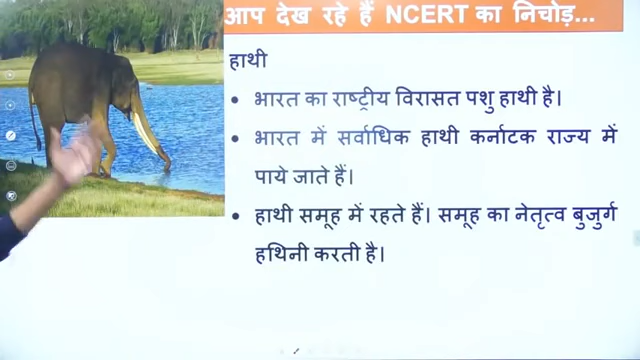 आप देख रहे हैं NCERT का निचोड़...
हाथी
• भारत का राष्ट्रीय विरासत पशु हाथी है।
• भारत में सर्वाधिक हाथी कर्नाटक राज्य में
पाये जाते हैं।
• हाथी समूह में रहते हैं। समूह का नेतृत्व बुजुर्ग
हथिनी करती है।